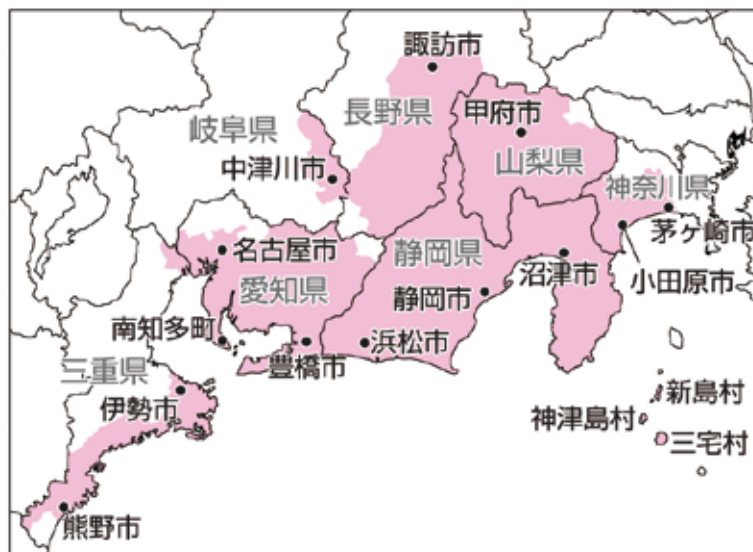 諏訪市
長野県
甲府市
岐阜県
中津川市
山梨県
神奈川県
茅ヶ崎市
名古屋市
静岡県
沼津市
小田原市
愛知県
静岡市
南知多町
豊橋市
浜松市
三重県
伊勢市
新島村
神津島村
三宅村
熊野市